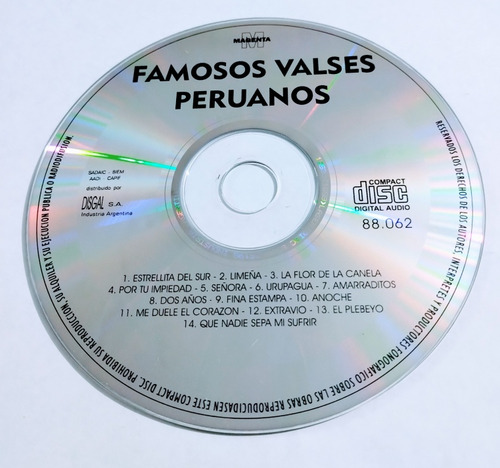 M
MAGENTA
FAMOSOS VALSES
PERUANOS
SADAIC - BIEM
AADI - CAPIF
distribuido por
DISGAL S.A.
Industria Argentina
COMPACT
disc
DIGITAL AUDIO
88.062
1. ESTRELLITA DEL SUR - 2. LIMEÑA - 3. LA FLOR DE LA CANELA
4. POR TU IMPIEDAD - 5. SEÑORA - 6. URUPAGUA - 7. AMARRADITOS
8. DOS AÑOS - 9. FINA ESTAMPA - 10. ANOCHE
11. ME DUELE EL CORAZON - 12. EXTRAVIO - 13. EL PLEBEYO
14. QUE NADIE SEPA MI SUFRIR
RESERVADOS LOS DERECHOS DE LOS AUTORES, INTERPRETES Y PRODUCTORES FONOGRAFICO SOBRE LAS OBRAS REPRODUCIDASEN ESTE COMPACT DISC. PROHIBIDA SU REPRODUCCION, SU ALQUILER Y SU EJECUCION PUBLICA O RADIODIFUSION.